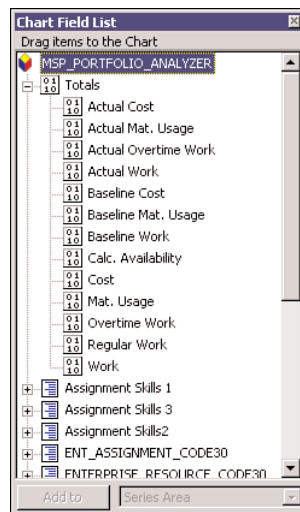 Chart Field List
Drag items to the Chart
MSP_PORTFOLIO_ANALYZER
Totals
Actual Cost
Actual Mat. Usage
Actual Overtime Work
Actual Work
Baseline Cost
Baseline Mat. Usage
Baseline Work
Calc. Availability
Cost
Mat. Usage
Overtime Work
Regular Work
Work
Assignment Skills 1
Assignment Skills 3
Assignment Skills2
ENT_ASSIGNMENT_CODE30
ENTERPRISE_RESOURCE_CODE30
Add to Series Area